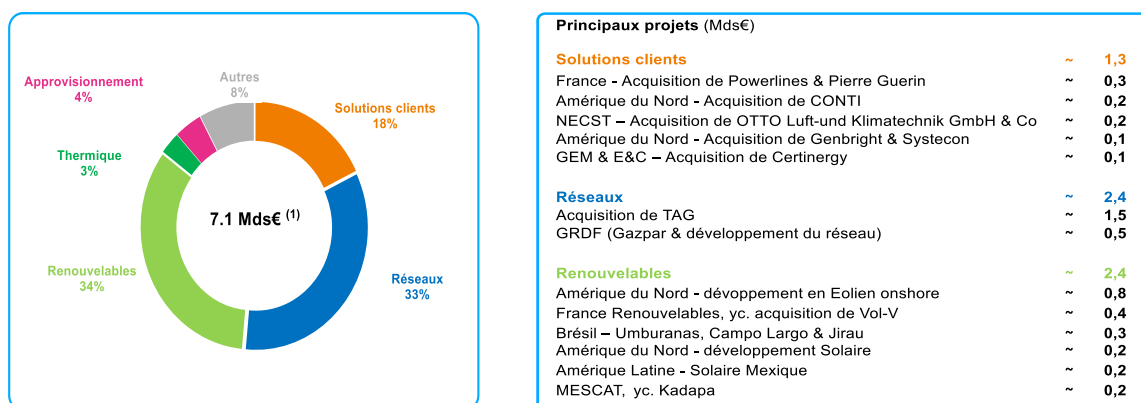 Autres
8%
Approvisionnement
4%
Solutions clients
18%
Thermique
3%
7.1 Mds€ (1)
Renouvelables
34%
Réseaux
33%
Principaux projets (Mds€)
Solutions clients ~ 1,3
France - Acquisition de Powerlines & Pierre Guerin ~ 0,3
Amérique du Nord - Acquisition de CONTI ~ 0,2
NECST – Acquisition de OTTO Luft-und Klimatechnik GmbH & Co ~ 0,2
Amérique du Nord - Acquisition de Genbright & Systecon ~ 0,1
GEM & E&C – Acquisition de Certinergy ~ 0,1
Réseaux ~ 2,4
Acquisition de TAG ~ 1,5
GRDF (Gazpar & développement du réseau) ~ 0,5
Renouvelables ~ 2,4
Amérique du Nord - dévoppement en Eolien onshore ~ 0,8
France Renouvelables, yc. acquisition de Vol-V ~ 0,4
Brésil – Umburanas, Campo Largo & Jirau ~ 0,3
Amérique du Nord - développement Solaire ~ 0,2
Amérique Latine - Solaire Mexique ~ 0,2
MESCAT, yc. Kadapa ~ 0,2